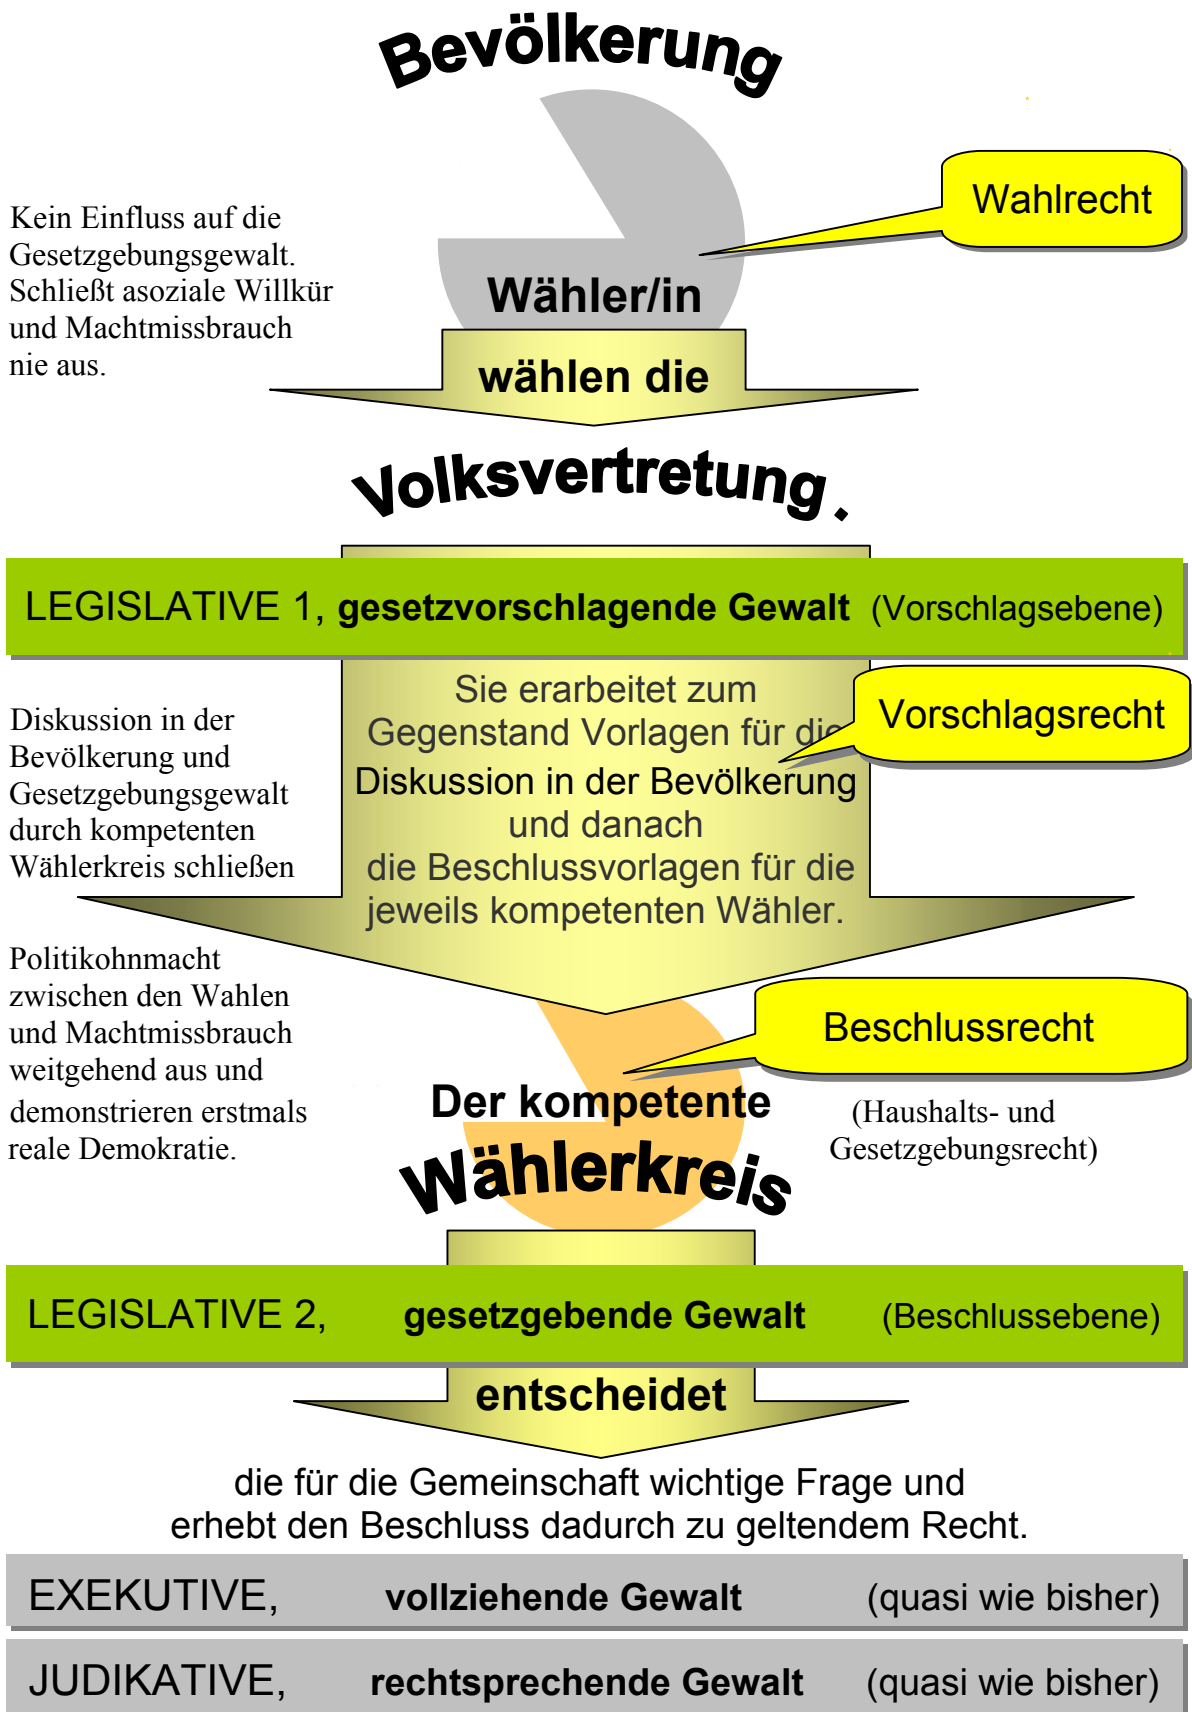 Bevölkerung
Wahlrecht
Kein Einfluss auf die
Gesetzgebungsgewalt.
Schließt asoziale Willkür
und Machtmissbrauch
nie aus.
Wähler/in
wählen die
Volksvertretung.
LEGISLATIVE 1, gesetzvorschlagende Gewalt (Vorschlagsebene)
Sie erarbeitet zum
Gegenstand Vorlagen für die
Diskussion in der Bevölkerung
und danach
die Beschlussvorlagen für die
jeweils kompetenten Wähler.
Vorschlagsrecht
Diskussion in der
Bevölkerung und
Gesetzgebungsgewalt
durch kompetenten
Wählerkreis schließen
Politikohnmacht
zwischen den Wahlen
und Machtmissbrauch
weitgehend aus und
demonstrieren erstmals
reale Demokratie.
Beschlussrecht
(Haushalts- und
Gesetzgebungsrecht)
Der kompetente
Wählerkreis
LEGISLATIVE 2, gesetzgebende Gewalt (Beschlussebene)
entscheidet
die für die Gemeinschaft wichtige Frage und
erhebt den Beschluss dadurch zu geltendem Recht.
EXEKUTIVE, vollziehende Gewalt (quasi wie bisher)
JUDIKATIVE, rechtsprechende Gewalt (quasi wie bisher)